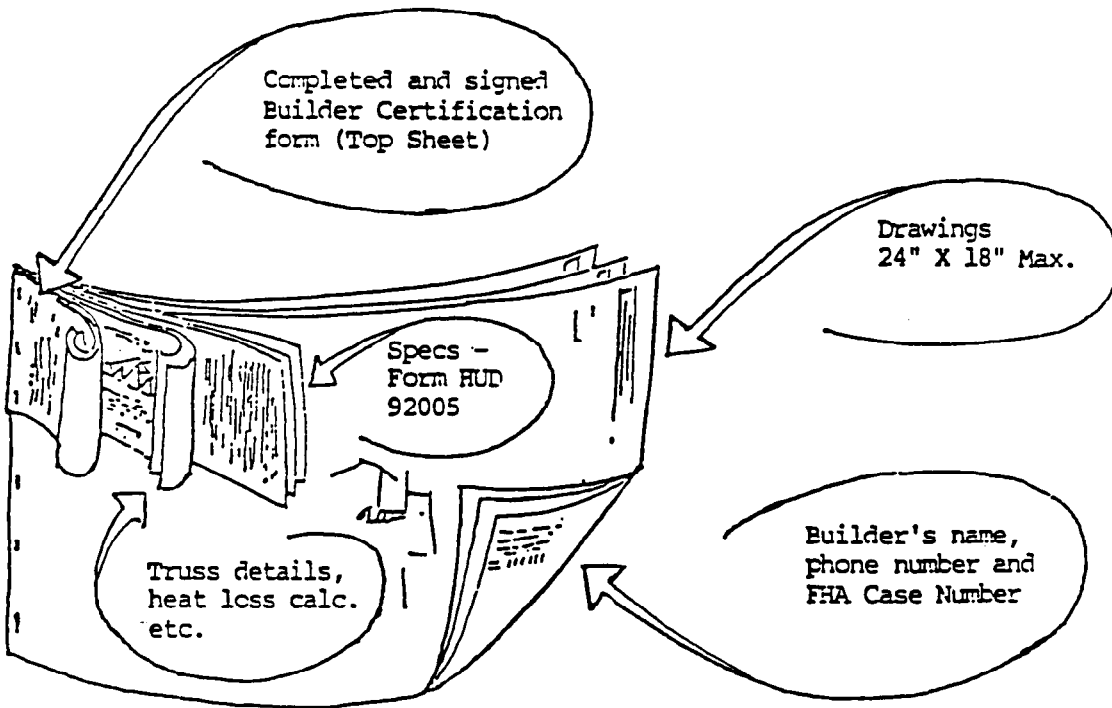 Completed and signed
Builder Certification
form (Top Sheet)
Drawings
24" X 18" Max.
Specs -
Form HUD
92005
Truss details,
heat loss calc.
etc.
Builder's name,
phone number and
FHA Case Number